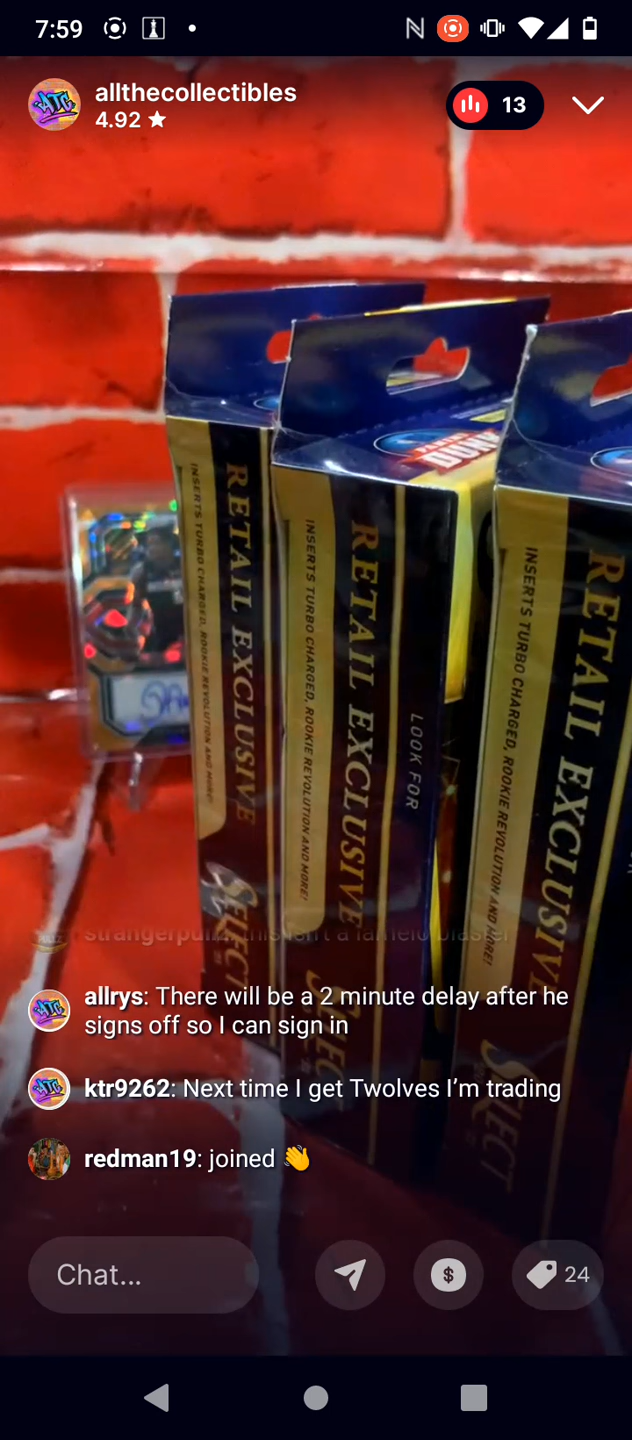 7:59
allthecollectibles
4.92 ★
13
RETAIL EXCLUSIVE
INSERTS TURBO CHARGED, ROOKIE REVOLUTION AND MORE!
SELECT
RETAIL EXCLUSIVE
INSERTS TURBO CHARGED, ROOKIE REVOLUTION AND MORE!
LOOK FOR
SELECT
RETAIL EXCLUSIVE
INSERTS TURBO CHARGED, ROOKIE REVOLUTION AND MORE!
SELECT
allrys: There will be a 2 minute delay after he
signs off so I can sign in
ktr9262: Next time I get Twolves I’m trading
redman19: joined 👋
Chat...
24